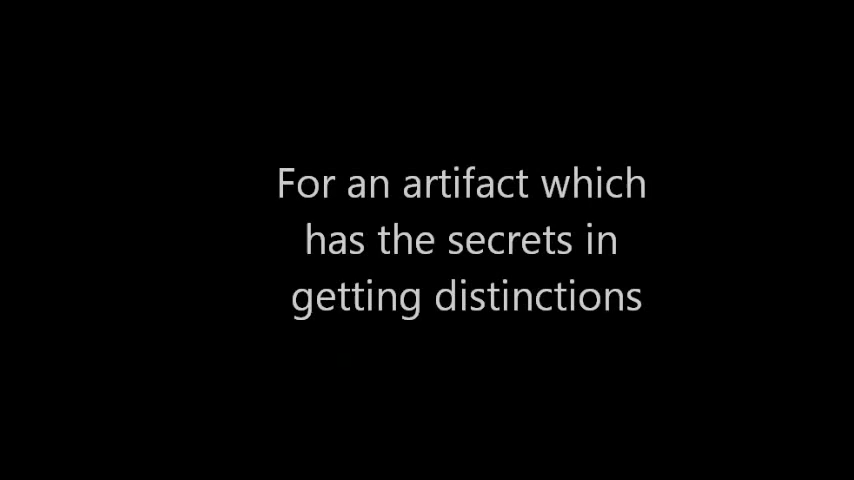 For an artifact which
has the secrets in
getting distinctions